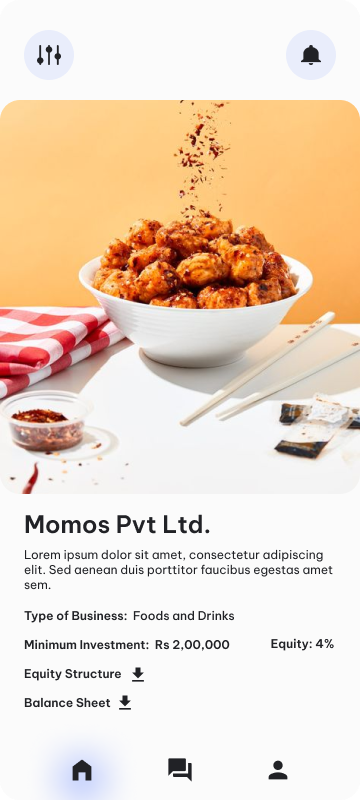 Momos Pvt Ltd.
Lorem ipsum dolor sit amet, consectetur adipiscing
elit. Sed aenean duis porttitor faucibus egestas amet
sem.
Type of Business: Foods and Drinks
Minimum Investment: Rs 2,00,000 Equity: 4%
Equity Structure
Balance Sheet